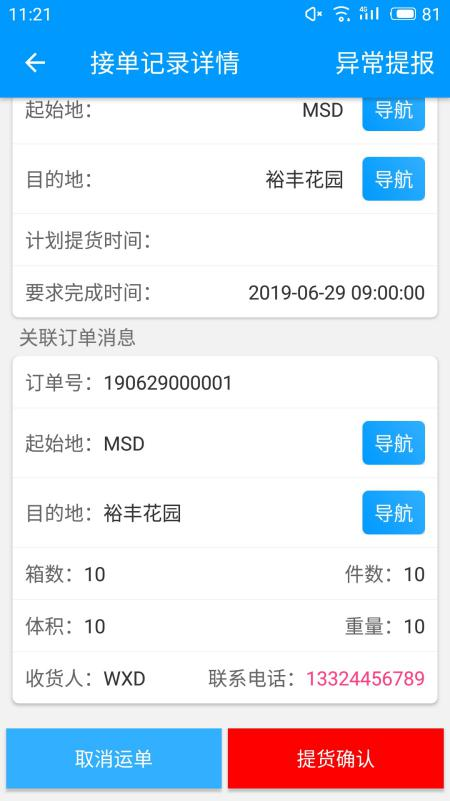 11:21 4G 81
接单记录详情 异常提报
起始地: MSD 导航
目的地: 裕丰花园 导航
计划提货时间:
要求完成时间: 2019-06-29 09:00:00
关联订单消息
订单号: 190629000001
起始地: MSD 导航
目的地: 裕丰花园 导航
箱数: 10 件数: 10
体积: 10 重量: 10
收货人: WXD 联系电话: 13324456789
取消运单 提货确认